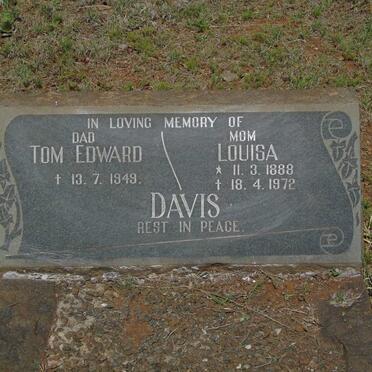 IN LOVING MEMORY OF
DAD
TOM EDWARD
† 13. 7. 1949.
MOM
LOUISA
* 11. 3. 1888
† 18. 4. 1972
DAVIS
REST IN PEACE.